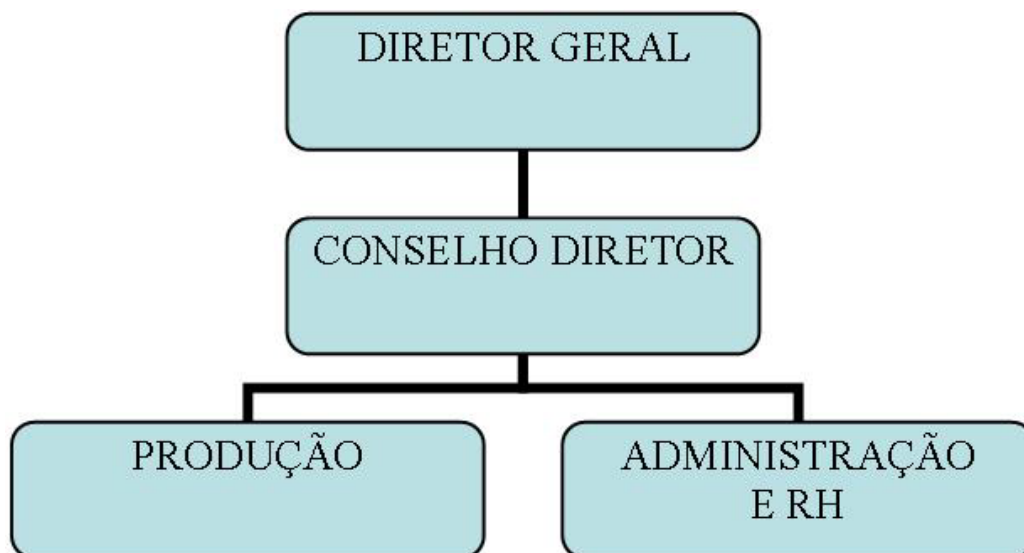 DIRETOR GERAL
CONSELHO DIRETOR
PRODUÇÃO
ADMINISTRAÇÃO
E RH